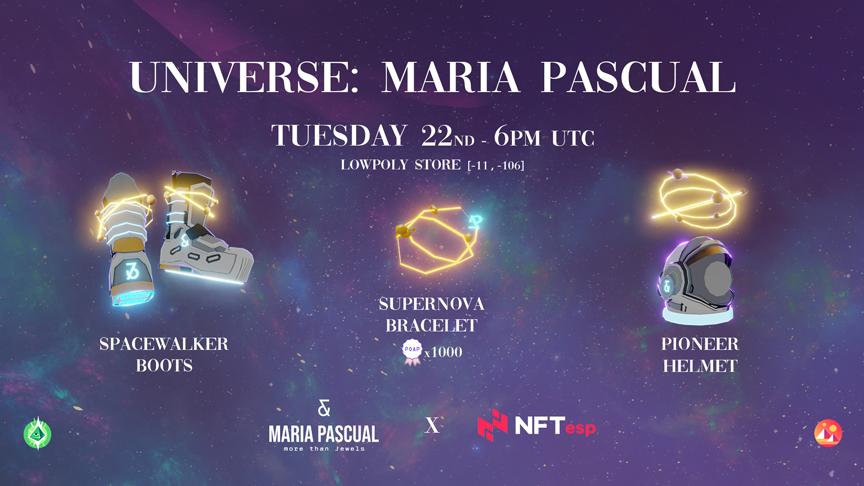 UNIVERSE: MARIA PASCUAL
TUESDAY 22ND - 6PM UTC
LOWPOLY STORE [-11, -106]
SPACEWALKER
BOOTS
SUPERNOVA
BRACELET
POAP x1000
PIONEER
HELMET
&
MARIA PASCUAL
more than Jewels
X
NFTesp